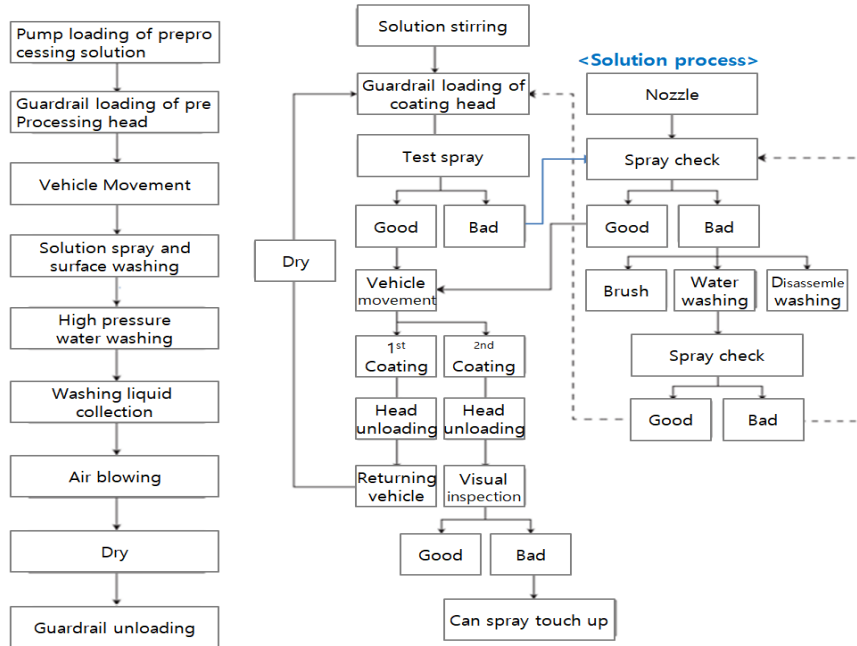 Pump loading of prepro
cessing solution
Guardrail loading of pre
Processing head
Vehicle Movement
Solution spray and
surface washing
High pressure
water washing
Washing liquid
collection
Air blowing
Dry
Guardrail unloading
Solution stirring
Guardrail loading of
coating head
Test spray
Good
Bad
Dry
Vehicle
movement
1st
Coating
2nd
Coating
Head
unloading
Head
unloading
Returning
vehicle
Visual
inspection
Good
Bad
Can spray touch up
<Solution process>
Nozzle
Spray check
Good
Bad
Brush
Water
washing
Disassemle
washing
Spray check
Good
Bad